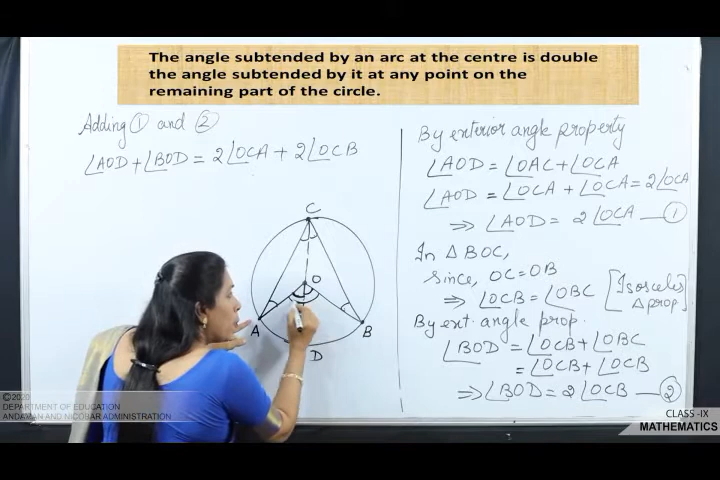 The angle subtended by an arc at the centre is double
the angle subtended by it at any point on the
remaining part of the circle.
Adding ① and ②
∠AOD + ∠BOD = 2∠OCA + 2∠OCB
C
O
A
B
D
By exterior angle property
∠AOD = ∠OAC + ∠OCA
∠AOD = ∠OCA + ∠OCA = 2∠OCA
⇒ ∠AOD = 2∠OCA —①
In △BOC,
since, OC = OB
⇒ ∠OCB = ∠OBC [Isosceles △ prop.]
By ext. angle prop.
∠BOD = ∠OCB + ∠OBC
= ∠OCB + ∠OCB
⇒ ∠BOD = 2∠OCB —②
©2020
DEPARTMENT OF EDUCATION
ANDAMAN AND NICOBAR ADMINISTRATION
CLASS -IX
MATHEMATICS